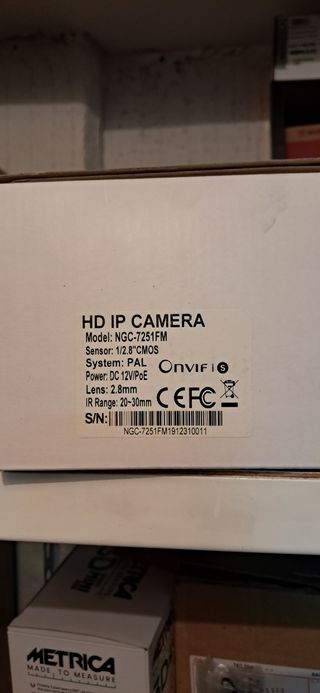 HD IP CAMERA
Model: NGC-7251FM
Sensor: 1/2.8"CMOS
System: PAL
ONVIF S
Power: DC 12V/PoE
Lens: 2.8mm
IR Range: 20~30mm
CE FC
S/N:
NGC-7251FM1912310011
METRICA
MADE TO MEASURE